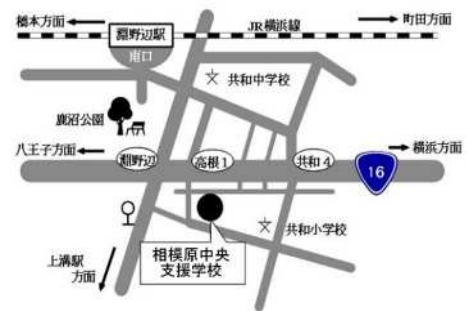 橋本方面
JR横浜線
町田方面
淵野辺駅
南口
共和中学校
鹿沼公園
八王子方面
淵野辺
高根1
共和4
横浜方面
16
共和小学校
相模原中央
支援学校
上溝駅
方面